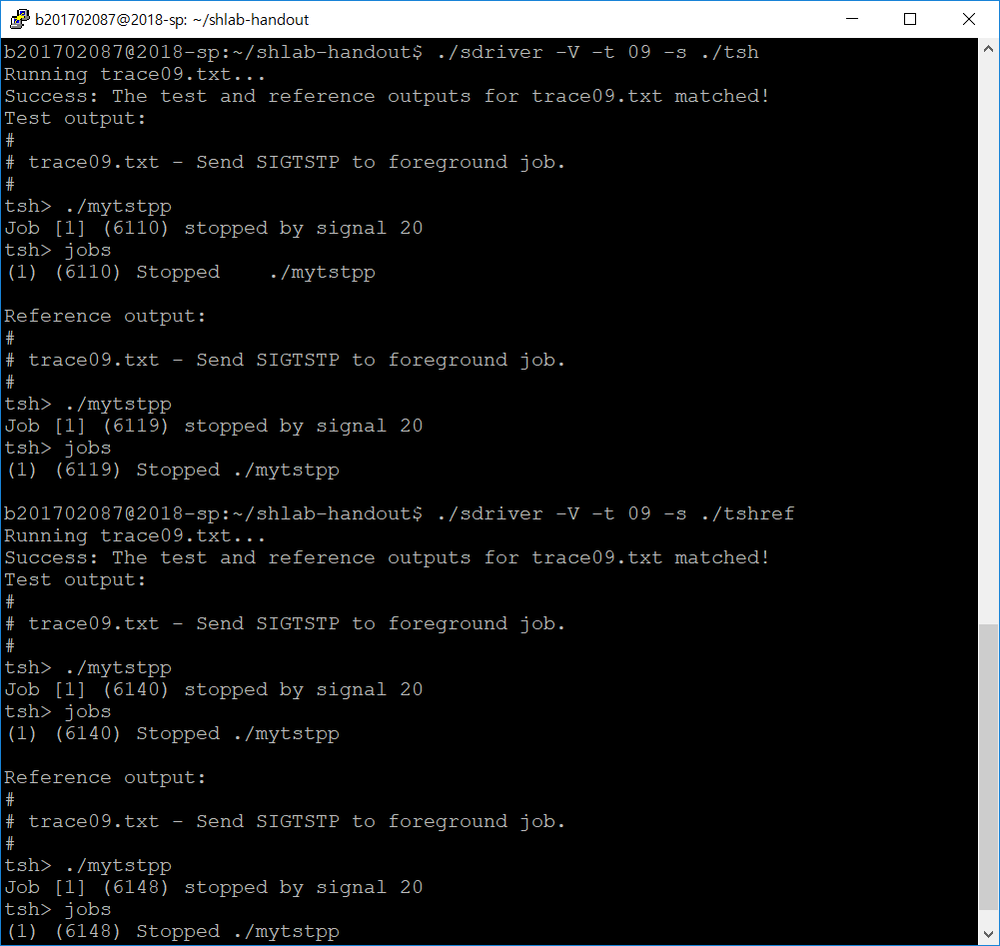 b201702087@2018-sp: ~/shlab-handout
b201702087@2018-sp:~/shlab-handout$ ./sdriver -V -t 09 -s ./tsh
Running trace09.txt...
Success: The test and reference outputs for trace09.txt matched!
Test output:
#
# trace09.txt - Send SIGTSTP to foreground job.
#
tsh> ./mytstpp
Job [1] (6110) stopped by signal 20
tsh> jobs
(1) (6110) Stopped    ./mytstpp
Reference output:
#
# trace09.txt - Send SIGTSTP to foreground job.
#
tsh> ./mytstpp
Job [1] (6119) stopped by signal 20
tsh> jobs
(1) (6119) Stopped ./mytstpp
b201702087@2018-sp:~/shlab-handout$ ./sdriver -V -t 09 -s ./tshref
Running trace09.txt...
Success: The test and reference outputs for trace09.txt matched!
Test output:
#
# trace09.txt - Send SIGTSTP to foreground job.
#
tsh> ./mytstpp
Job [1] (6140) stopped by signal 20
tsh> jobs
(1) (6140) Stopped ./mytstpp
Reference output:
#
# trace09.txt - Send SIGTSTP to foreground job.
#
tsh> ./mytstpp
Job [1] (6148) stopped by signal 20
tsh> jobs
(1) (6148) Stopped ./mytstpp